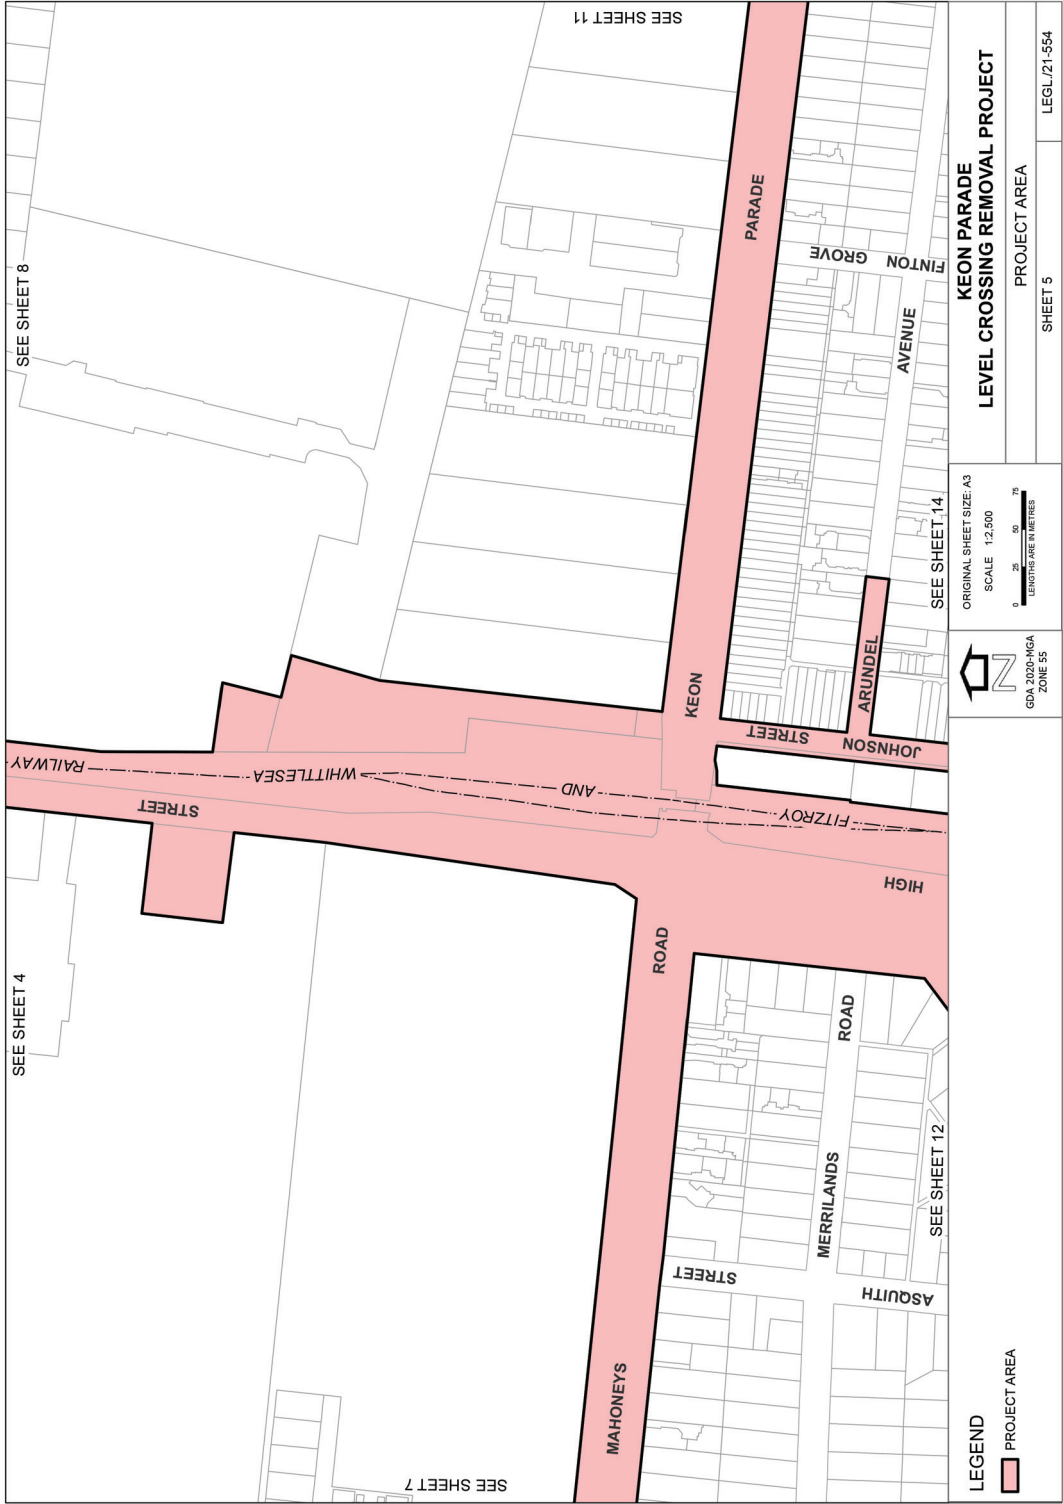 SEE SHEET 4
SEE SHEET 8
SEE SHEET 7
SEE SHEET 11
STREET
RAILWAY
WHITTLESEA
AND
FITZROY
HIGH
MAHONEYS
ROAD
KEON
PARADE
STREET
ASQUITH
MERRILANDS
ROAD
STREET
JOHNSON
ARUNDEL
AVENUE
GROVE
FINTON
SEE SHEET 12
SEE SHEET 14
LEGEND
PROJECT AREA
N
GDA 2020-MGA
ZONE 55
ORIGINAL SHEET SIZE: A3
SCALE 1:2,500
0 25 50 75
LENGTHS ARE IN METRES
KEON PARADE
LEVEL CROSSING REMOVAL PROJECT
PROJECT AREA
SHEET 5
LEGL./21-554